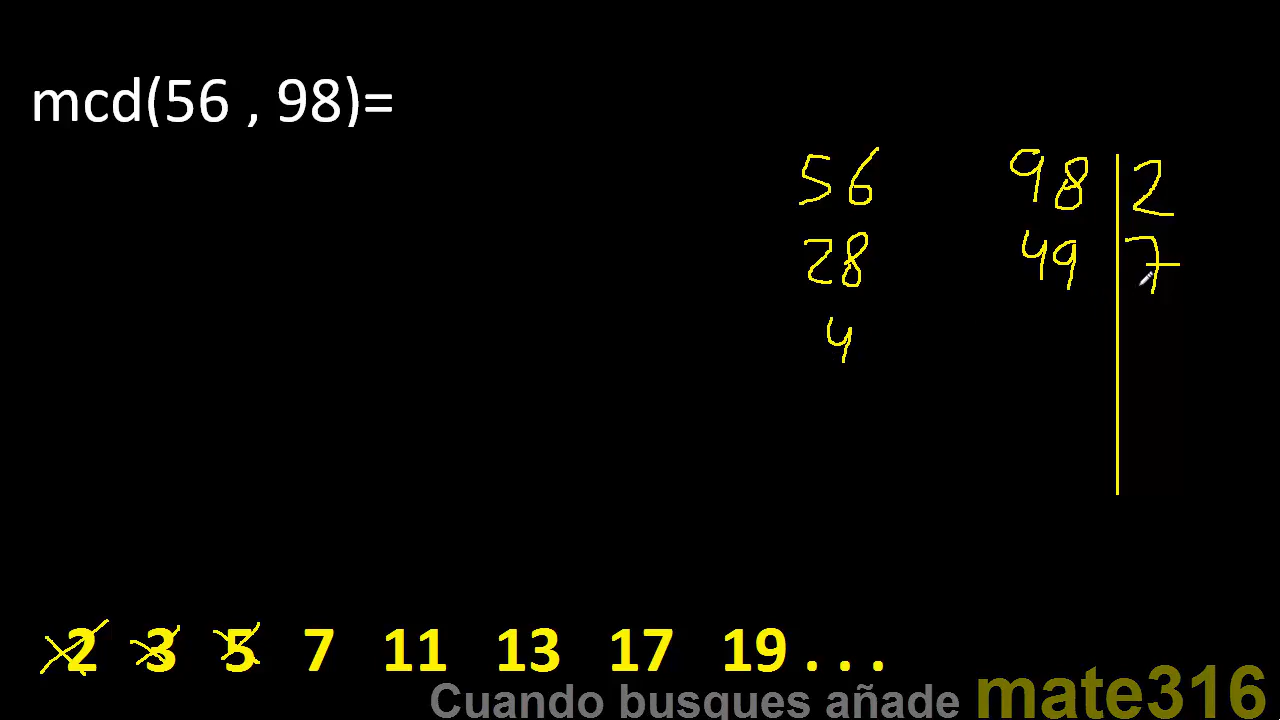 mcd(56 , 98)=
56 98 2
28 49 7
4
2 3 5 7 11 13 17 19 . . .
Cuando busques añade mate316